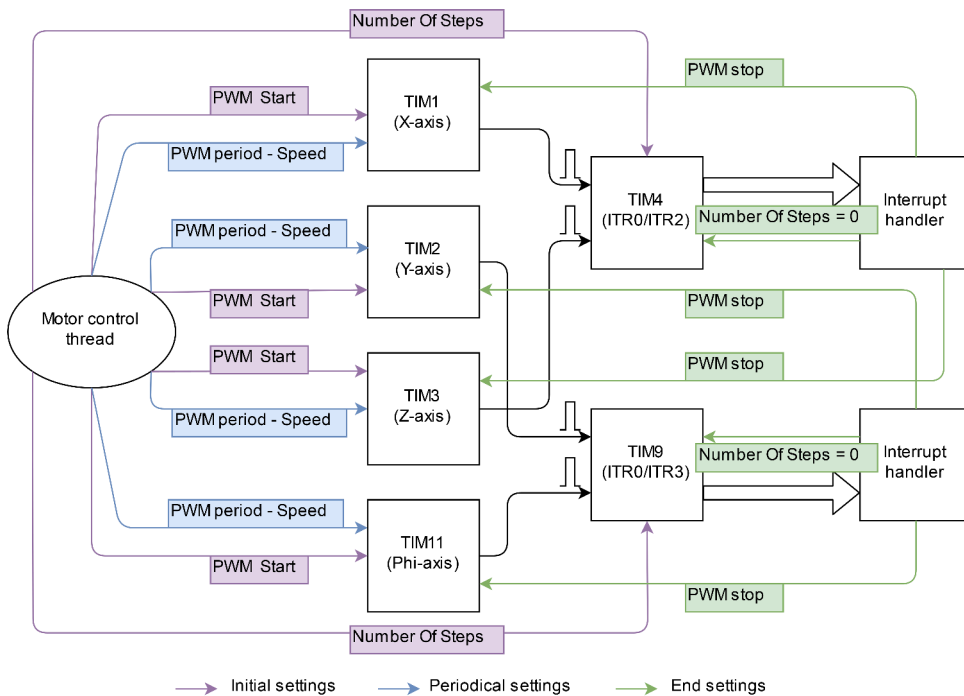 Number Of Steps
PWM stop
PWM Start
TIM1
(X-axis)
PWM period - Speed
TIM4
(ITR0/ITR2)
Interrupt
handler
Number Of Steps = 0
PWM period - Speed
TIM2
(Y-axis)
PWM Start
PWM stop
Motor control
thread
PWM Start
TIM3
(Z-axis)
PWM stop
PWM period - Speed
TIM9
(ITR0/ITR3)
Number Of Steps = 0
Interrupt
handler
PWM period - Speed
TIM11
(Phi-axis)
PWM Start
PWM stop
Number Of Steps
Initial settings
Periodical settings
End settings